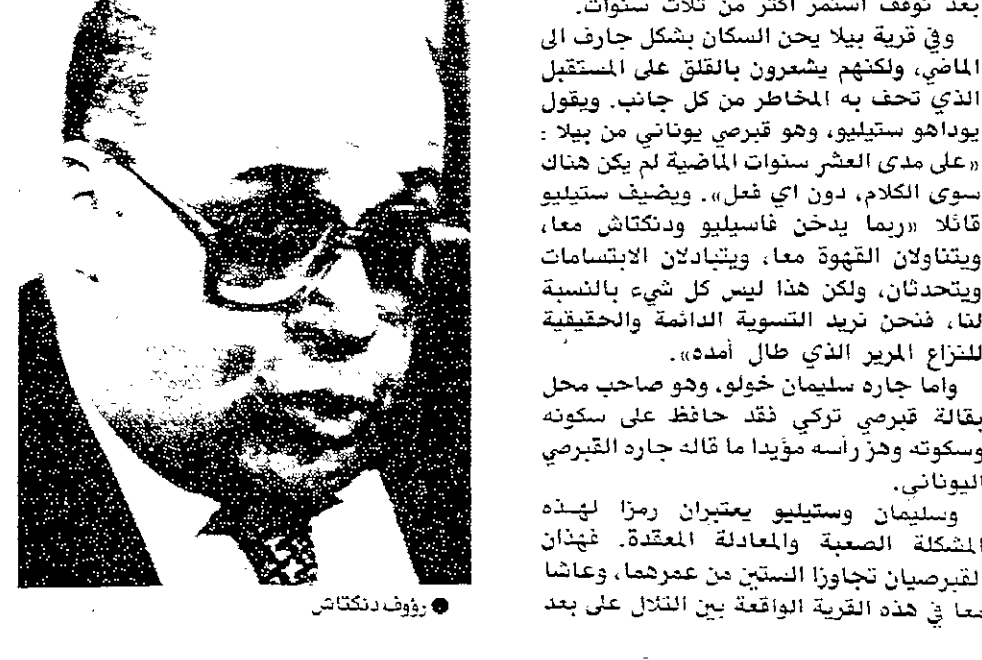 بعد توقف استمر اكثر من ثلاث سنوات.
وفي قرية بيلا يحن السكان بشكل جارف الى
الماضي، ولكنهم يشعرون بالقلق على المستقبل
الذي تحف به المخاطر من كل جانب. ويقول
يوداهو ستيليو، وهو قبرصي يوناني من بيلا :
«على مدى العشر سنوات الماضية لم يكن هناك
سوى الكلام، دون اي فعل». ويضيف ستيليو
قائلا «ربما يدخن فاسيليو ودنكتاش معا،
ويتناولان القهوة معا، ويتبادلان الابتسامات
ويتحدثان، ولكن هذا ليس كل شيء بالنسبة
لنا، فنحن نريد التسوية الدائمة والحقيقية
للنزاع المرير الذي طال أمده».
واما جاره سليمان خولو، وهو صاحب محل
بقالة قبرصي تركي فقد حافظ على سكونه
وسكوته وهز رأسه مؤيدا ما قاله جاره القبرصي
اليوناني.
وسليمان وستيليو يعتبران رمزا لهذه
المشكلة الصعبة والمعادلة المعقدة. فهذان
القبرصيان تجاوزا الستين من عمرهما، وعاشا
معا في هذه القرية الواقعة بين التلال على بعد
● رؤوف دنكتاش